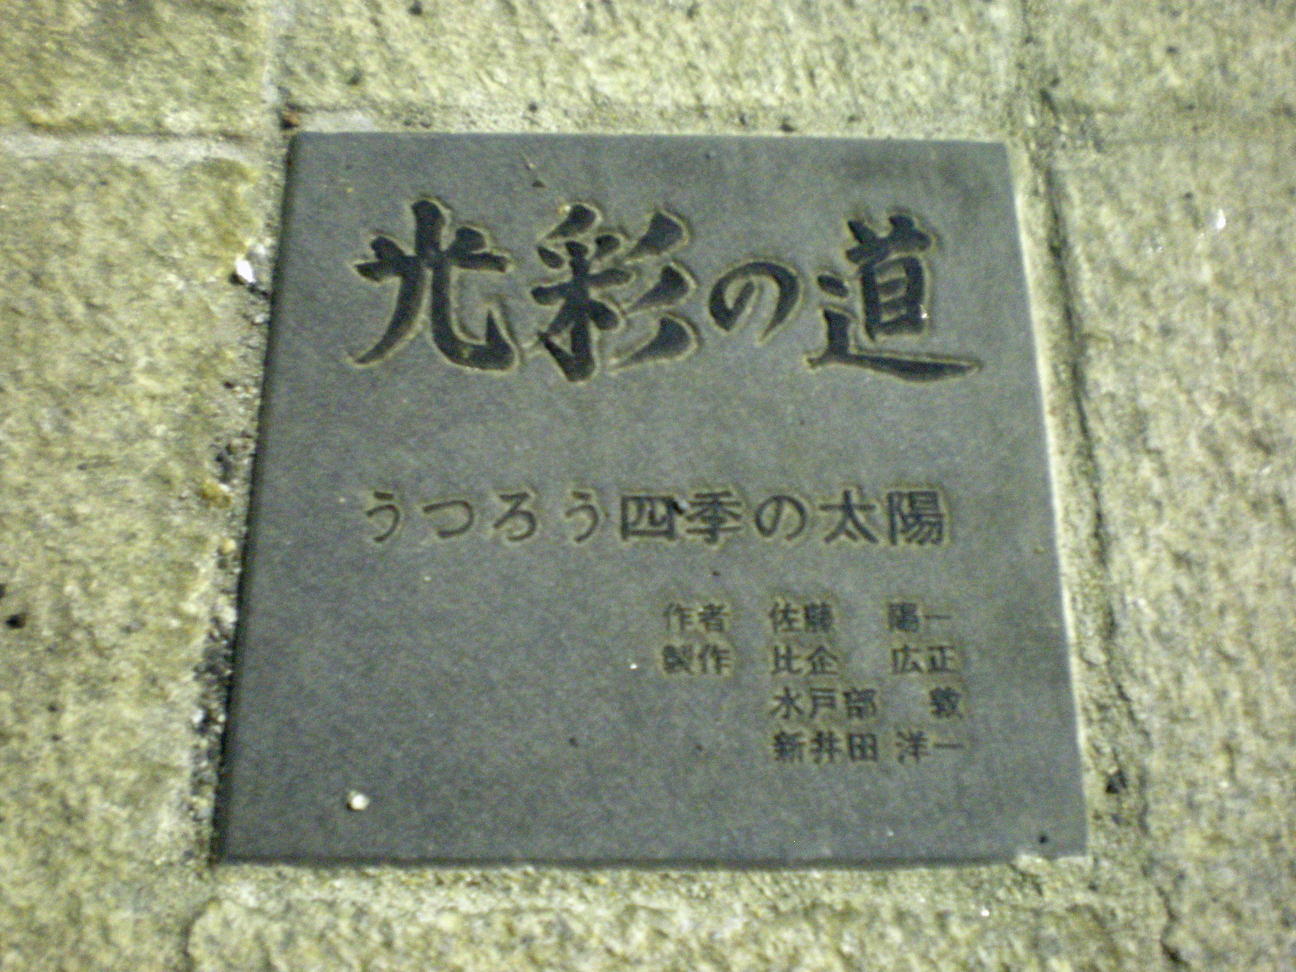 光彩の道
うつろう四季の太陽
作者 佐藤 陽一
製作 比企 広正
水戸部 敦
新井田 洋一